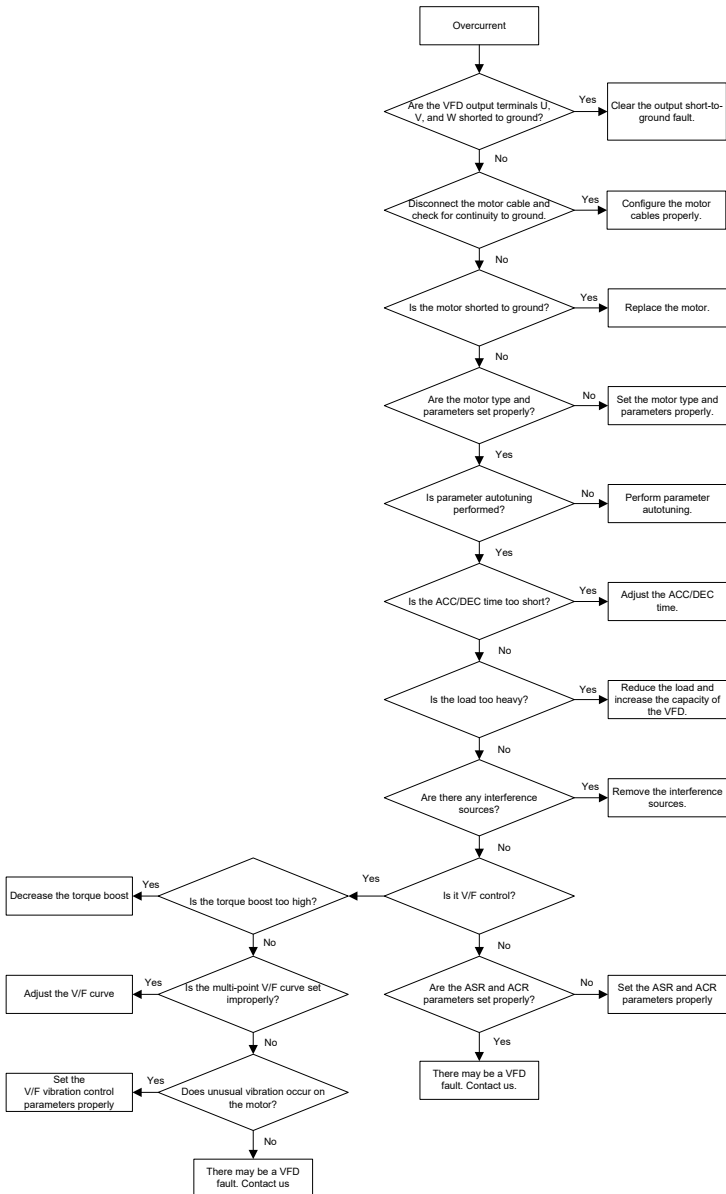 Overcurrent
Are the VFD output terminals U,
V, and W shorted to ground?
Yes
Clear the output short-to-
ground fault.
No
Disconnect the motor cable and
check for continuity to ground.
Yes
Configure the motor
cables properly.
No
Is the motor shorted to ground?
Yes
Replace the motor.
No
Are the motor type and
parameters set properly?
No
Set the motor type and
parameters properly.
Yes
Is parameter autotuning
performed?
No
Perform parameter
autotuning.
Yes
Is the ACC/DEC time too short?
Yes
Adjust the ACC/DEC
time.
No
Is the load too heavy?
Yes
Reduce the load and
increase the capacity of
the VFD.
No
Are there any interference
sources?
Yes
Remove the interference
sources.
No
Is it V/F control?
Yes
Is the torque boost too high?
Yes
Decrease the torque boost
No
Is the multi-point V/F curve set
improperly?
Yes
Adjust the V/F curve
No
Does unusual vibration occur on
the motor?
Yes
Set the
V/F vibration control
parameters properly
No
There may be a VFD
fault. Contact us
No
Are the ASR and ACR
parameters set properly?
No
Set the ASR and ACR
parameters properly
Yes
There may be a VFD
fault. Contact us.